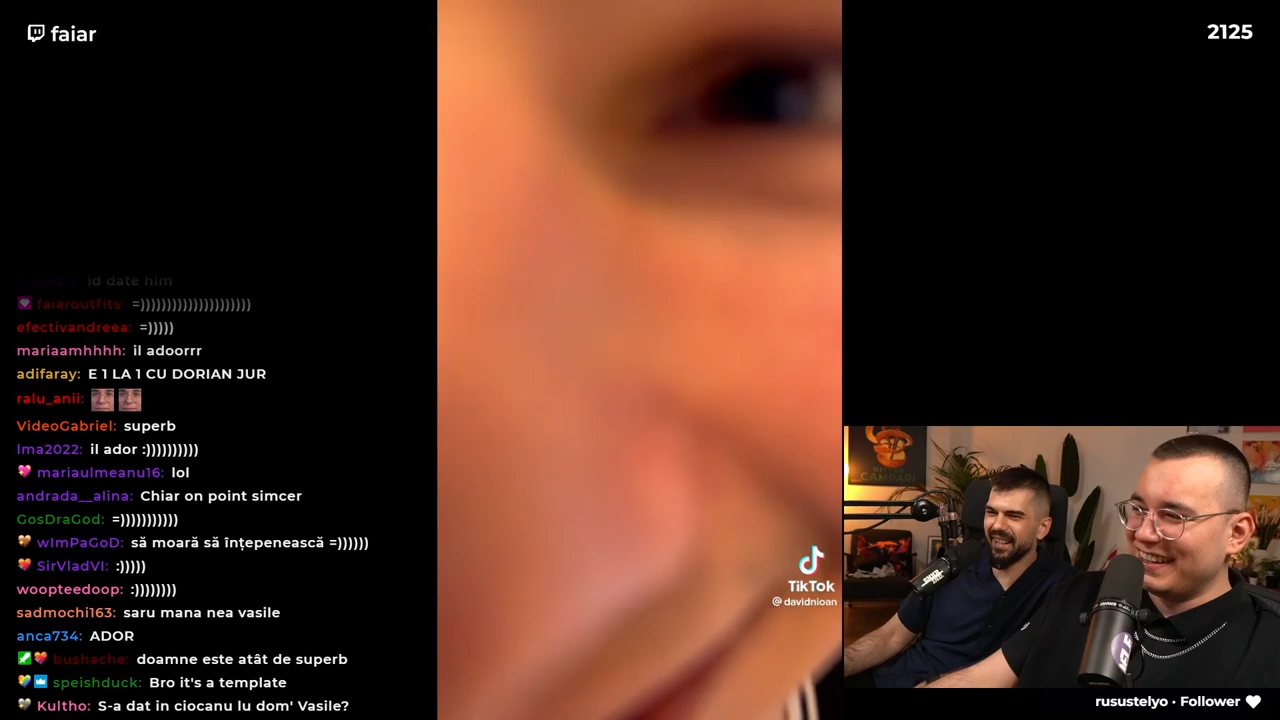 faiar
2125
id date him
faiaroutfits: =))))))))))))))))))))))
efectivandreea: =)))))
mariaamhhhh: il adoorrr
adifaray: E 1 LA 1 CU DORIAN JUR
ralu_anii:
VideoGabriel: superb
lma2022: il ador :))))))))))
mariaulmeanu16: lol
andrada__alina: Chiar on point simcer
GosDraGod: =)))))))))))
wImPaGoD: să moară să înțepenească =))))))
SirVladVI: :)))))
woopteedoop: :))))))))
sadmochi163: saru mana nea vasile
anca734: ADOR
bushache: doamne este atât de superb
speishduck: Bro it's a template
Kultho: S-a dat in ciocanu lu dom' Vasile?
TikTok
@davidnioan
CAMPARI
rusustelyo · Follower